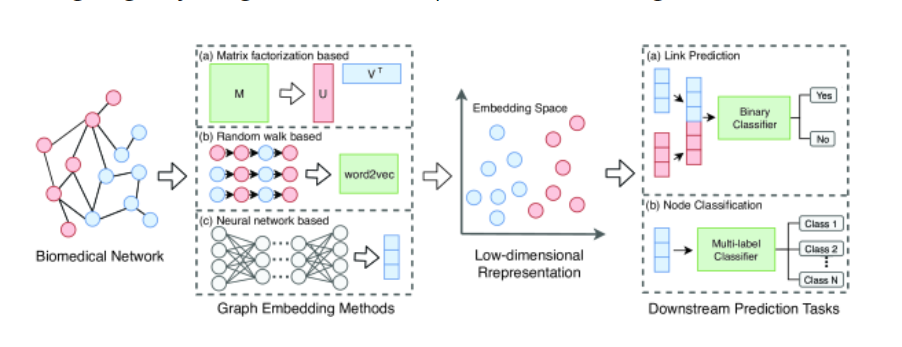 (a) Matrix factorization based
M
U
V T
(b) Random walk based
word2vec
(c) Neural network based
Biomedical Network
Graph Embedding Methods
Embedding Space
Low-dimensional
Rrepresentation
(a) Link Prediction
Binary
Classifier
Yes
No
(b) Node Classification
Multi-label
Classifier
Class 1
Class 2
Class N
Downstream Prediction Tasks